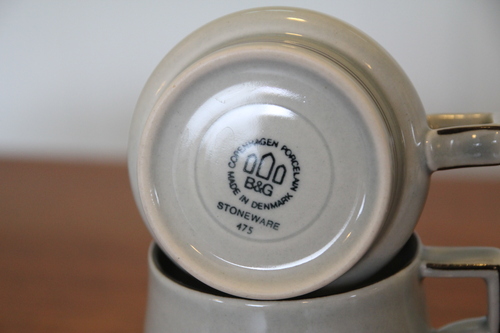 COPENHAGEN PORCELAIN
B&G
MADE IN DENMARK
STONEWARE
475